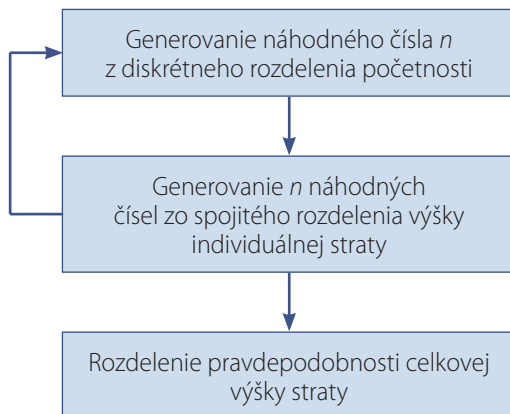 Generovanie náhodného čísla n
z diskrétneho rozdelenia početnosti
Generovanie n náhodných
čísel zo spojitého rozdelenia výšky
individuálnej straty
Rozdelenie pravdepodobnosti celkovej
výšky straty